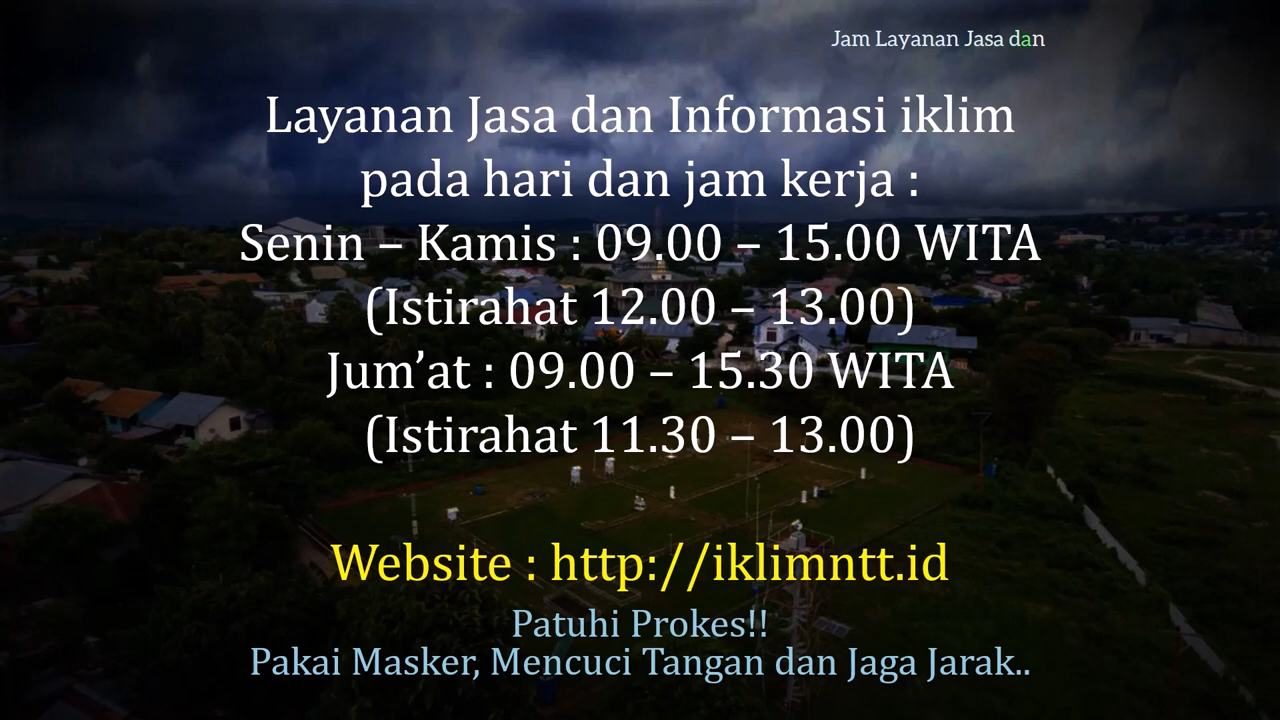 Jam Layanan Jasa dan
Layanan Jasa dan Informasi iklim
pada hari dan jam kerja :
Senin – Kamis : 09.00 – 15.00 WITA
(Istirahat 12.00 – 13.00)
Jum’at : 09.00 – 15.30 WITA
(Istirahat 11.30 – 13.00)
Website : http://iklimntt.id
Patuhi Prokes!!
Pakai Masker, Mencuci Tangan dan Jaga Jarak..